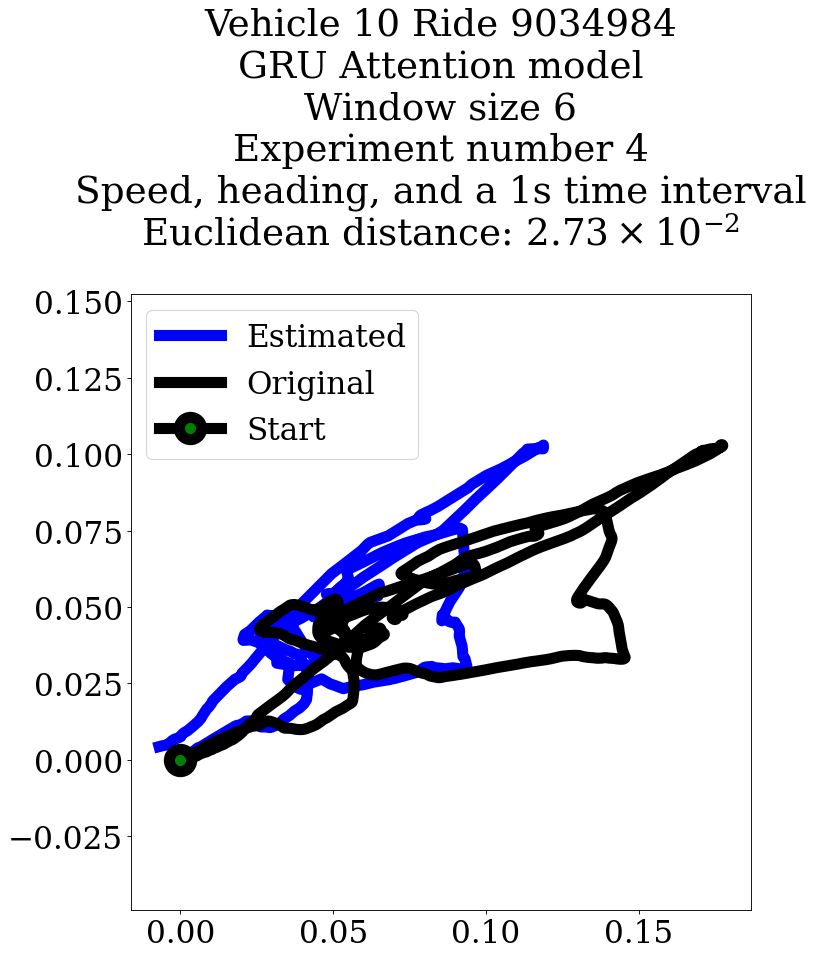 Vehicle 10 Ride 9034984
GRU Attention model
Window size 6
Experiment number 4
Speed, heading, and a 1s time interval
Euclidean distance: 2.73 × 10⁻²
0.150
0.125
0.100
0.075
0.050
0.025
0.000
−0.025
Estimated
Original
Start
0.00 0.05 0.10 0.15